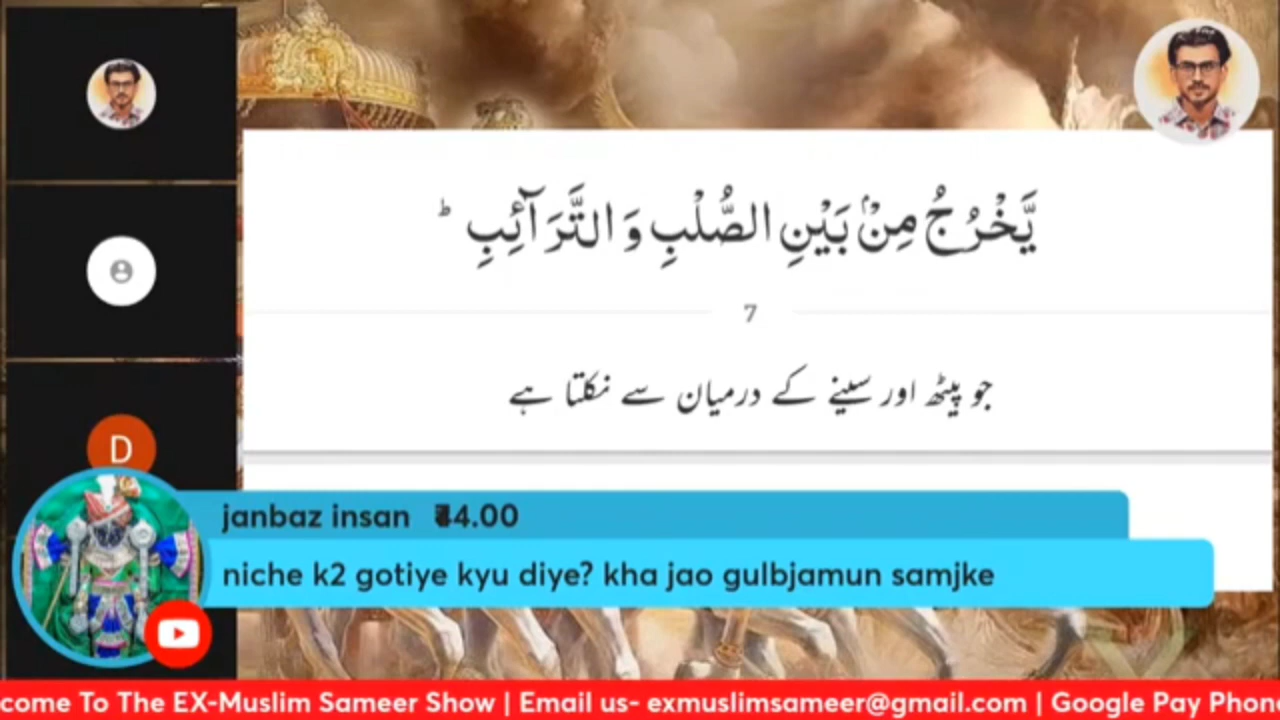 يَّخْرُجُ مِنْۢ بَيْنِ الصُّلْبِ وَ التَّرَآئِبِ ؕ
7
جو پیٹھ اور سینے کے درمیان سے نکلتا ہے
D
janbaz insan 44.00
niche k2 gotiye kyu diye? kha jao gulbjamun samjke
come To The EX-Muslim Sameer Show | Email us- exmuslimsameer@gmail.com | Google Pay Phon